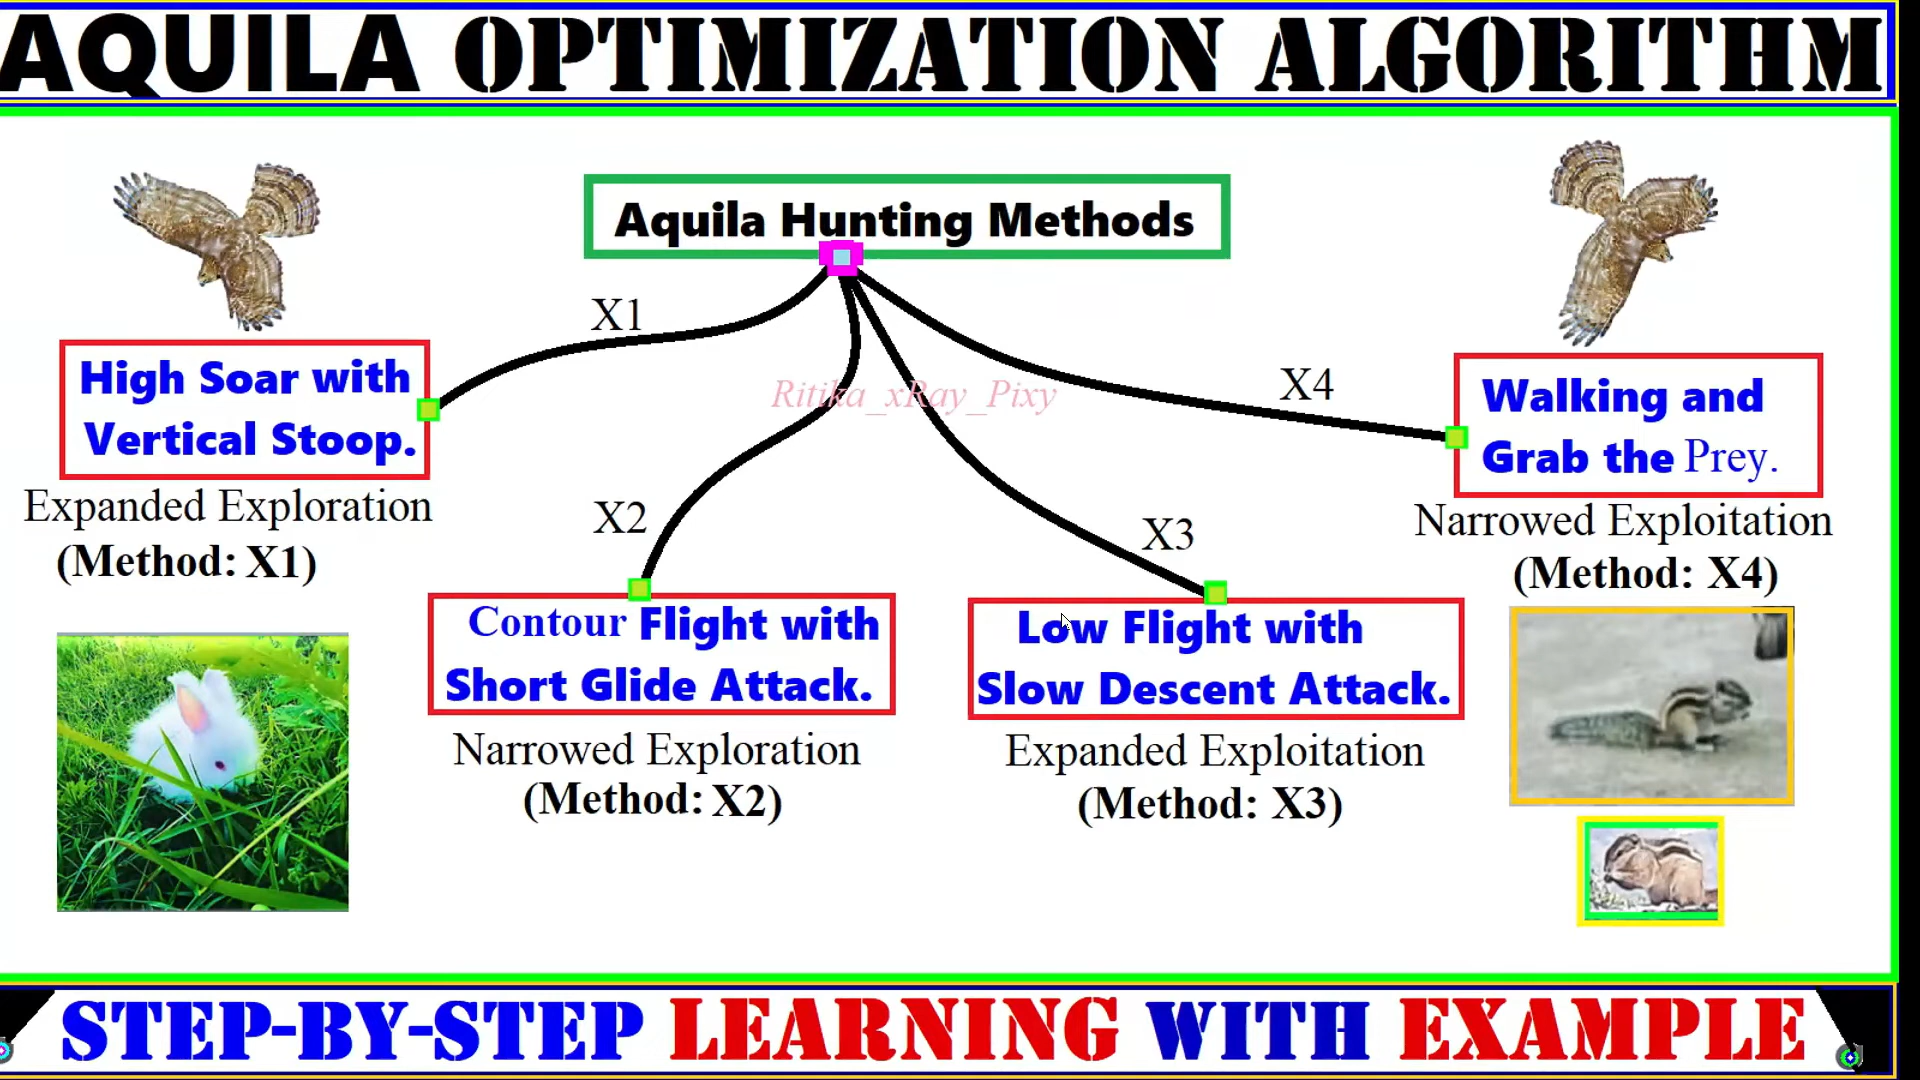 AQUILA OPTIMIZATION ALGORITHM
Aquila Hunting Methods
X1
X4
High Soar with
Vertical Stoop.
Expanded Exploration
(Method: X1)
Ritika_xRay_Pixy
Walking and
Grab the Prey.
Narrowed Exploitation
(Method: X4)
X2
X3
Contour Flight with
Short Glide Attack.
Narrowed Exploration
(Method: X2)
Low Flight with
Slow Descent Attack.
Expanded Exploitation
(Method: X3)
STEP-BY-STEP LEARNING WITH EXAMPLE